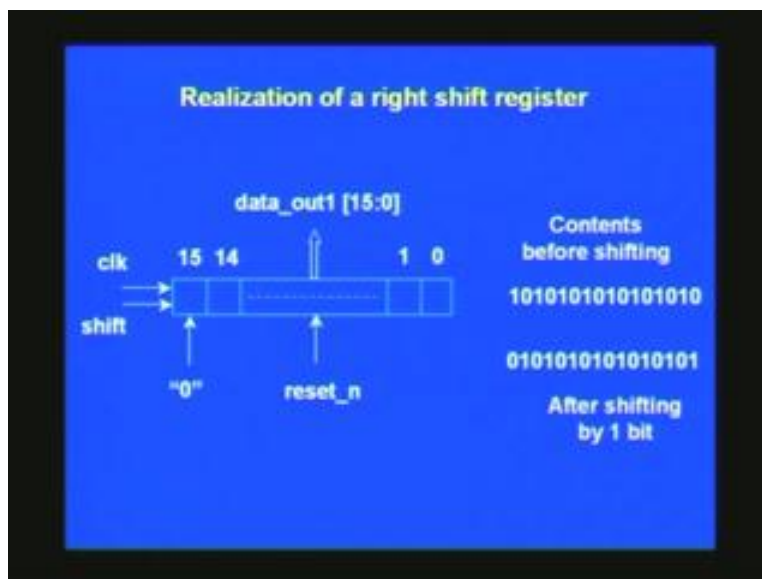 Realization of a right shift register
data_out1 [15:0]
clk
15 14
1 0
shift
"0"
reset_n
Contents
before shifting
1010101010101010
0101010101010101
After shifting
by 1 bit